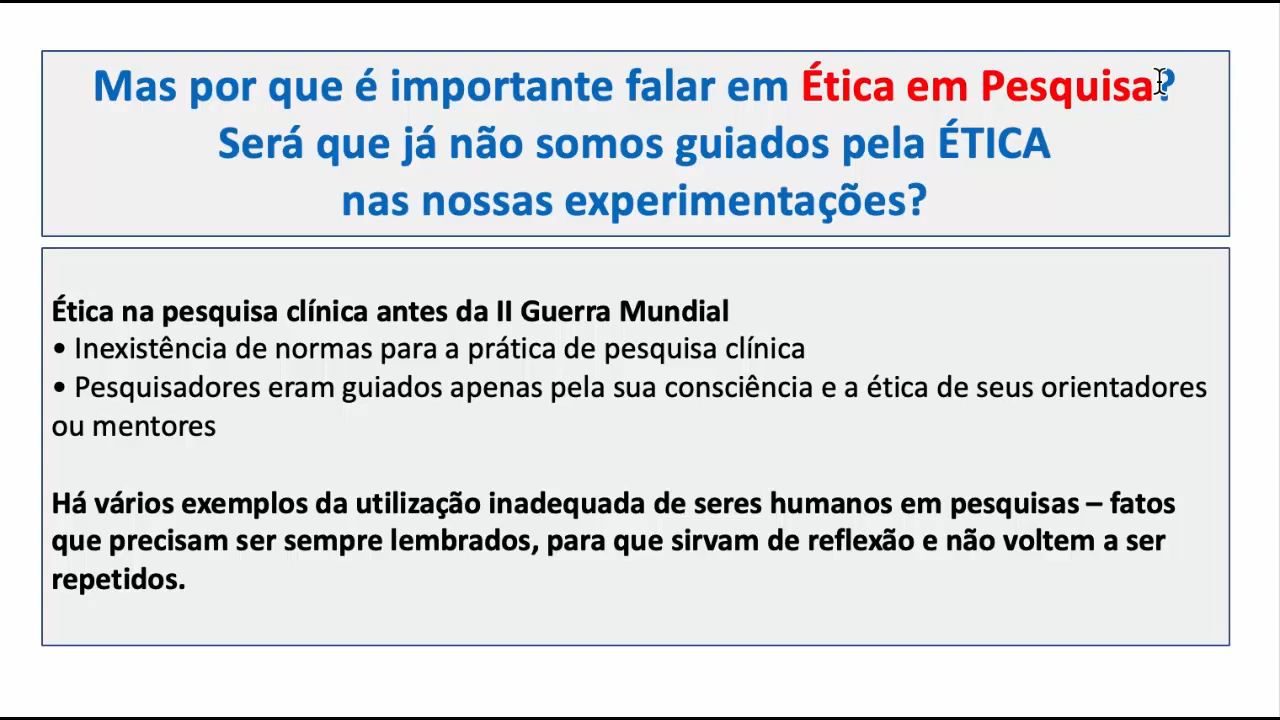 Mas por que é importante falar em Ética em Pesquisa?
Será que já não somos guiados pela ÉTICA
nas nossas experimentações?
Ética na pesquisa clínica antes da II Guerra Mundial
• Inexistência de normas para a prática de pesquisa clínica
• Pesquisadores eram guiados apenas pela sua consciência e a ética de seus orientadores
ou mentores
Há vários exemplos da utilização inadequada de seres humanos em pesquisas – fatos
que precisam ser sempre lembrados, para que sirvam de reflexão e não voltem a ser
repetidos.